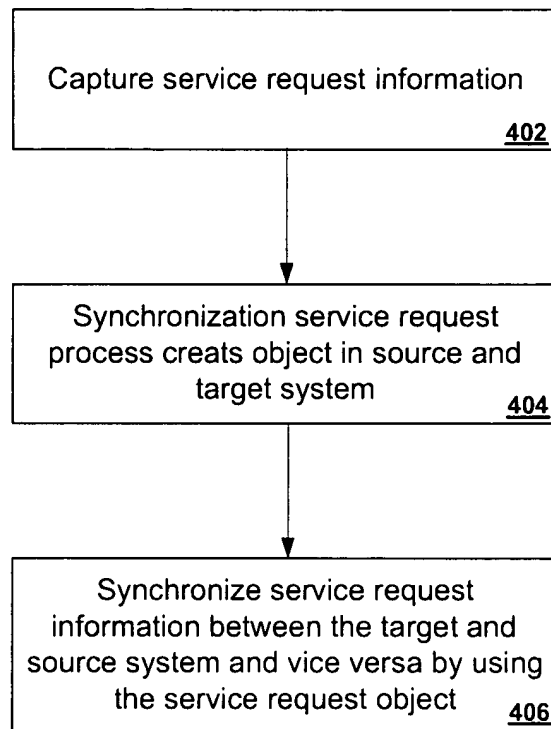 Capture service request information
402
Synchronization service request
process creats object in source and
target system
404
Synchronize service request
information between the target and
source system and vice versa by using
the service request object
406